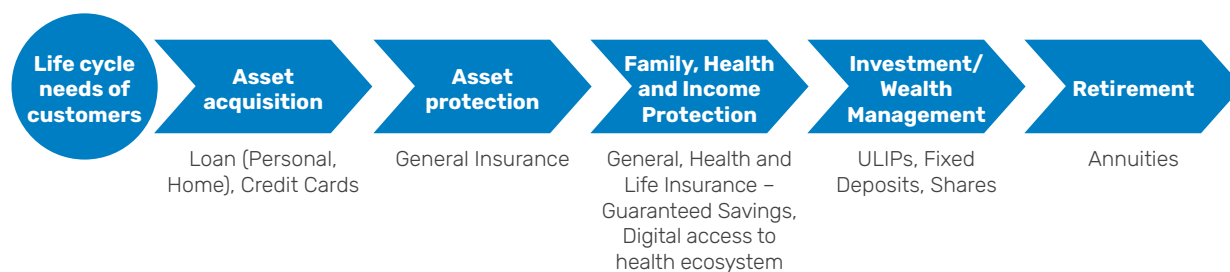 Life cycle
needs of
customers
Asset
acquisition
Loan (Personal,
Home), Credit Cards
Asset
protection
General Insurance
Family, Health
and Income
Protection
General, Health and
Life Insurance –
Guaranteed Savings,
Digital access to
health ecosystem
Investment/
Wealth
Management
ULIPs, Fixed
Deposits, Shares
Retirement
Annuities